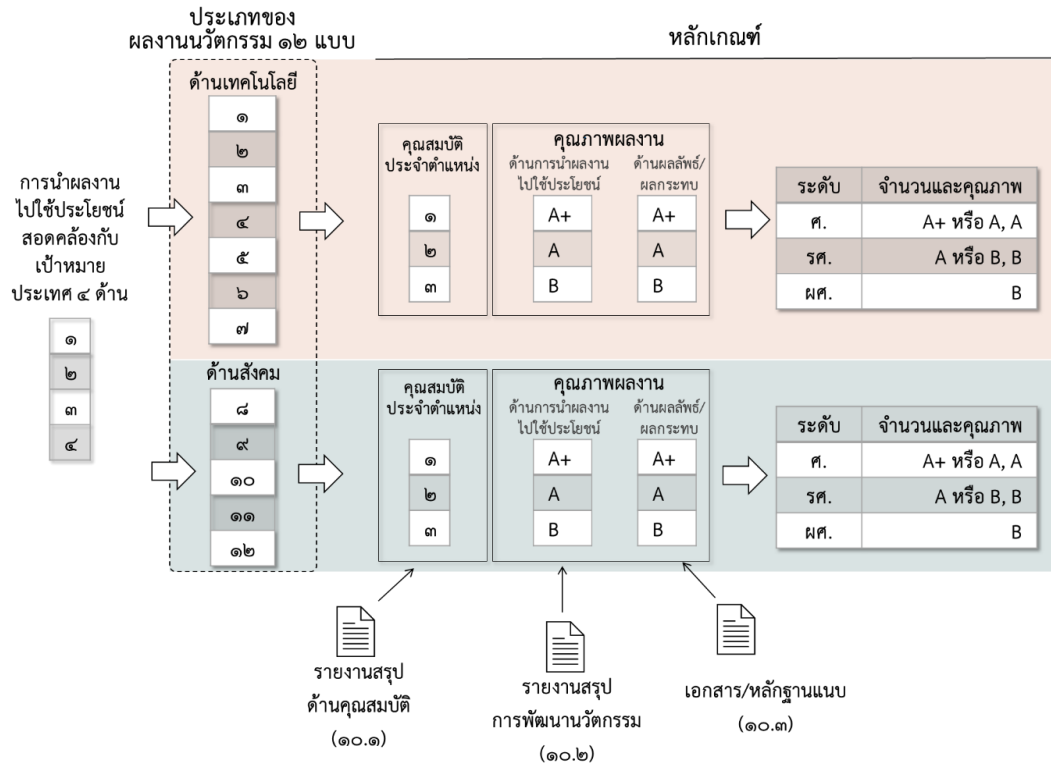 ประเภทของ
ผลงานนวัตกรรม ๑๒ แบบ
หลักเกณฑ์
การนำผลงาน
ไปใช้ประโยชน์
สอดคล้องกับ
เป้าหมาย
ประเทศ ๔ ด้าน
๑
๒
๓
๔
ด้านเทคโนโลยี
๑
๒
๓
๔
๕
๖
๗
คุณสมบัติ
ประจำตำแหน่ง
๑
๒
๓
คุณภาพผลงาน
ด้านการนำผลงาน
ไปใช้ประโยชน์
A+
A
B
ด้านผลลัพธ์/
ผลกระทบ
A+
A
B
ระดับ จำนวนและคุณภาพ
ศ. A+ หรือ A, A
รศ. A หรือ B, B
ผศ. B
ด้านสังคม
๘
๙
๑๐
๑๑
๑๒
คุณสมบัติ
ประจำตำแหน่ง
๑
๒
๓
คุณภาพผลงาน
ด้านการนำผลงาน
ไปใช้ประโยชน์
A+
A
B
ด้านผลลัพธ์/
ผลกระทบ
A+
A
B
ระดับ จำนวนและคุณภาพ
ศ. A+ หรือ A, A
รศ. A หรือ B, B
ผศ. B
รายงานสรุป
ด้านคุณสมบัติ
(๑๐.๑)
รายงานสรุป
การพัฒนานวัตกรรม
(๑๐.๒)
เอกสาร/หลักฐานแนบ
(๑๐.๓)